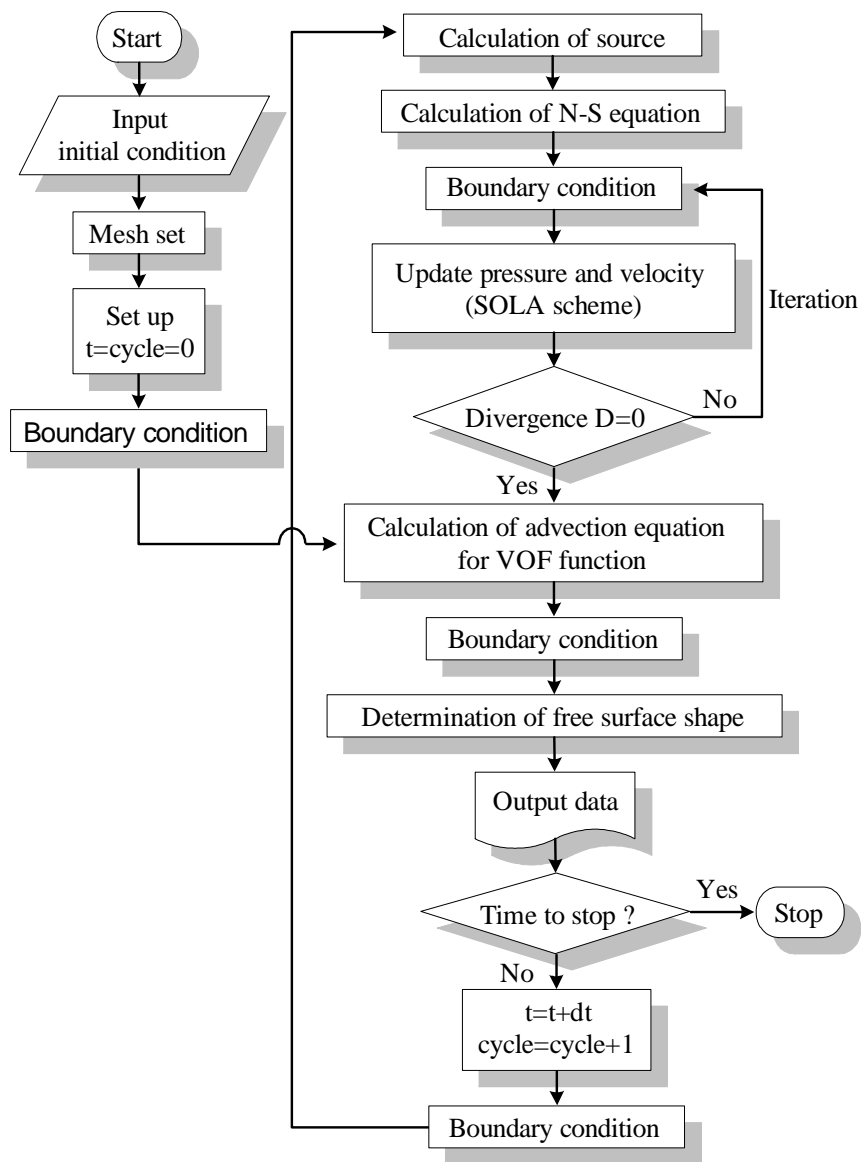 Start
Input
initial condition
Mesh set
Set up
t=cycle=0
Boundary condition
Calculation of source
Calculation of N-S equation
Boundary condition
Update pressure and velocity
(SOLA scheme)
Iteration
Divergence D=0
No
Yes
Calculation of advection equation
for VOF function
Boundary condition
Determination of free surface shape
Output data
Time to stop ?
Yes
Stop
No
t=t+dt
cycle=cycle+1
Boundary condition